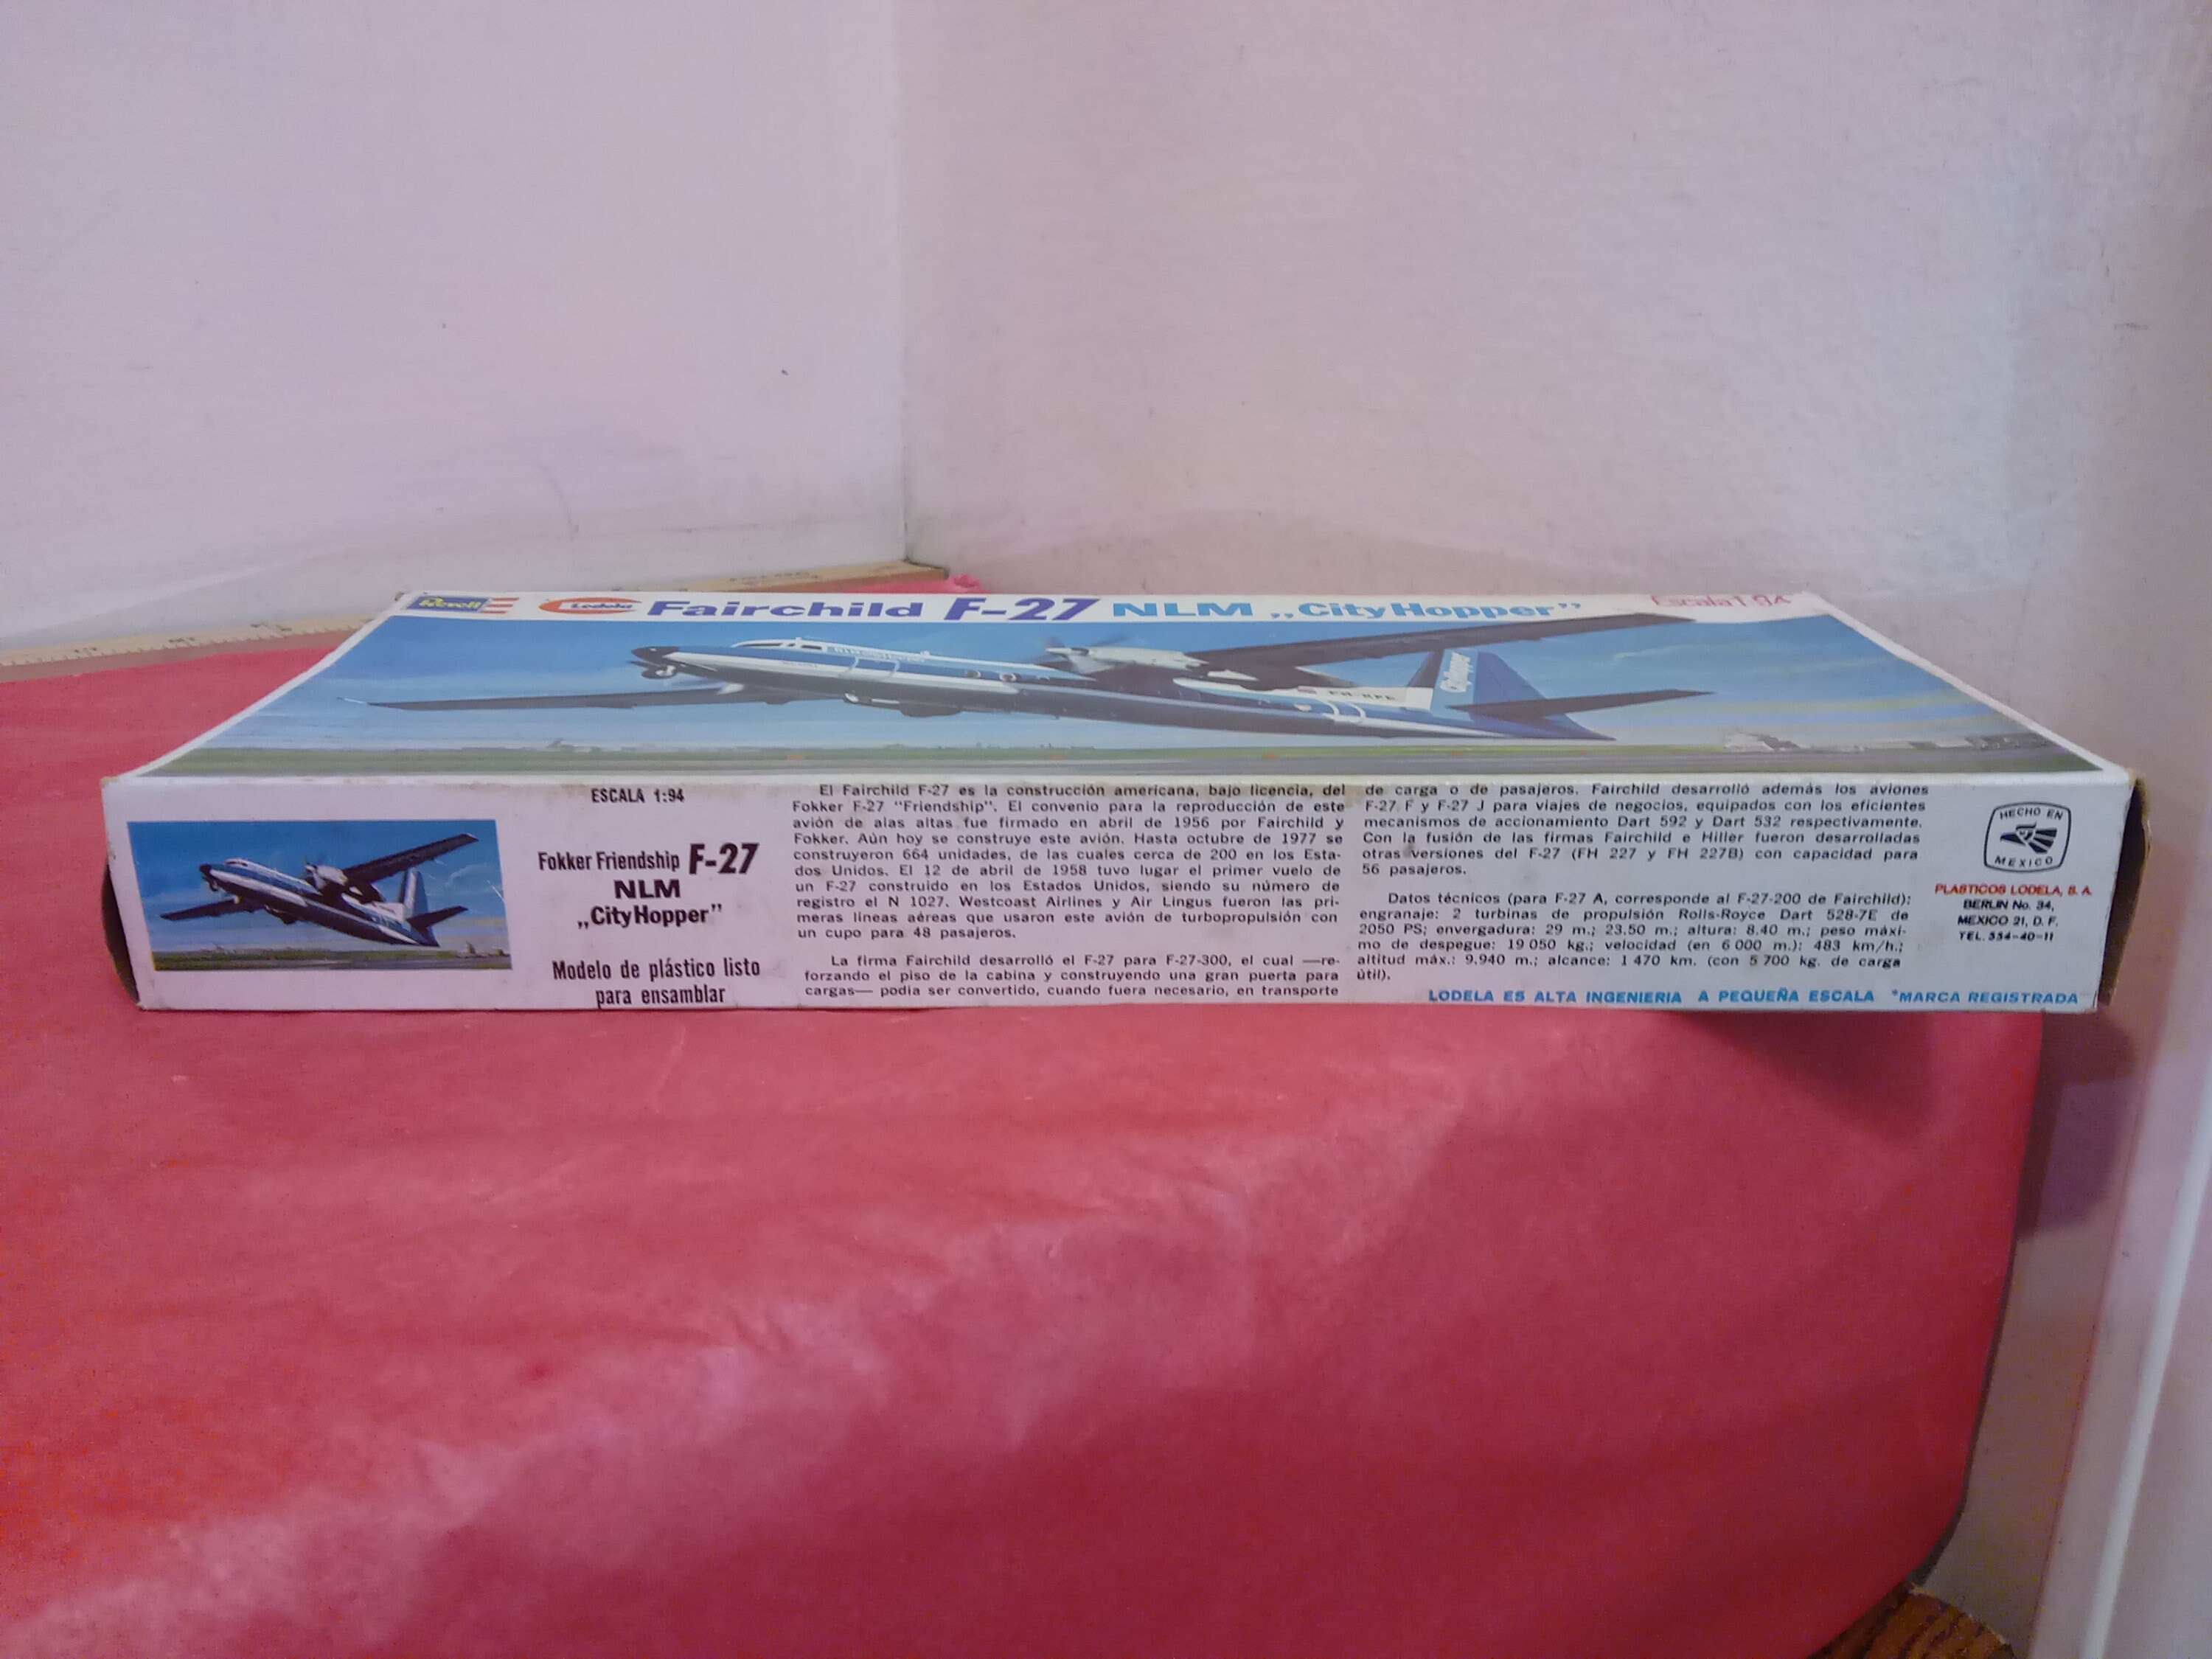 Revell Lodela Fairchild F-27 NLM „City Hopper” Escala 1:94
Cityhopper
ESCALA 1:94
Fokker Friendship F-27
NLM
„City Hopper”
Modelo de plástico listo
para ensamblar
El Fairchild F-27 es la construcción americana, bajo licencia, del
Fokker F-27 "Friendship". El convenio para la reproducción de este
avión de alas altas fue firmado en abril de 1956 por Fairchild y
Fokker. Aún hoy se construye este avión. Hasta octubre de 1977 se
construyeron 664 unidades, de las cuales cerca de 200 en los Esta-
dos Unidos. El 12 de abril de 1958 tuvo lugar el primer vuelo de
un F-27 construido en los Estados Unidos, siendo su número de
registro el N 1027. Westcoast Airlines y Air Lingus fueron las pri-
meras lineas aéreas que usaron este avión de turbopropulsión con
un cupo para 48 pasajeros.
La firma Fairchild desarrolló el F-27 para F-27-300, el cual —re-
forzando el piso de la cabina y construyendo una gran puerta para
cargas— podia ser convertido, cuando fuera necesario, en transporte
de carga o de pasajeros. Fairchild desarrolló además los aviones
F-27 F y F-27 J para viajes de negocios, equipados con los eficientes
mecanismos de accionamiento Dart 592 y Dart 532 respectivamente.
Con la fusión de las firmas Fairchild e Hiller fueron desarrolladas
otras versiones del F-27 (FH 227 y FH 227B) con capacidad para
56 pasajeros.
Datos técnicos (para F-27 A, corresponde al F-27-200 de Fairchild):
engranaje: 2 turbinas de propulsión Rolls-Royce Dart 528-7E de
2050 PS; envergadura: 29 m.; 23.50 m.; altura: 8.40 m.; peso máxi-
mo de despegue: 19 050 kg.; velocidad (en 6 000 m.): 483 km/h.;
altitud máx.: 9.940 m.; alcance: 1 470 km. (con 5 700 kg. de carga
útil).
LODELA ES ALTA INGENIERIA A PEQUEÑA ESCALA *MARCA REGISTRADA
HECHO EN
MEXICO
PLASTICOS LODELA, S. A.
BERLIN No. 34,
MEXICO 21, D. F.
TEL. 534-40-11